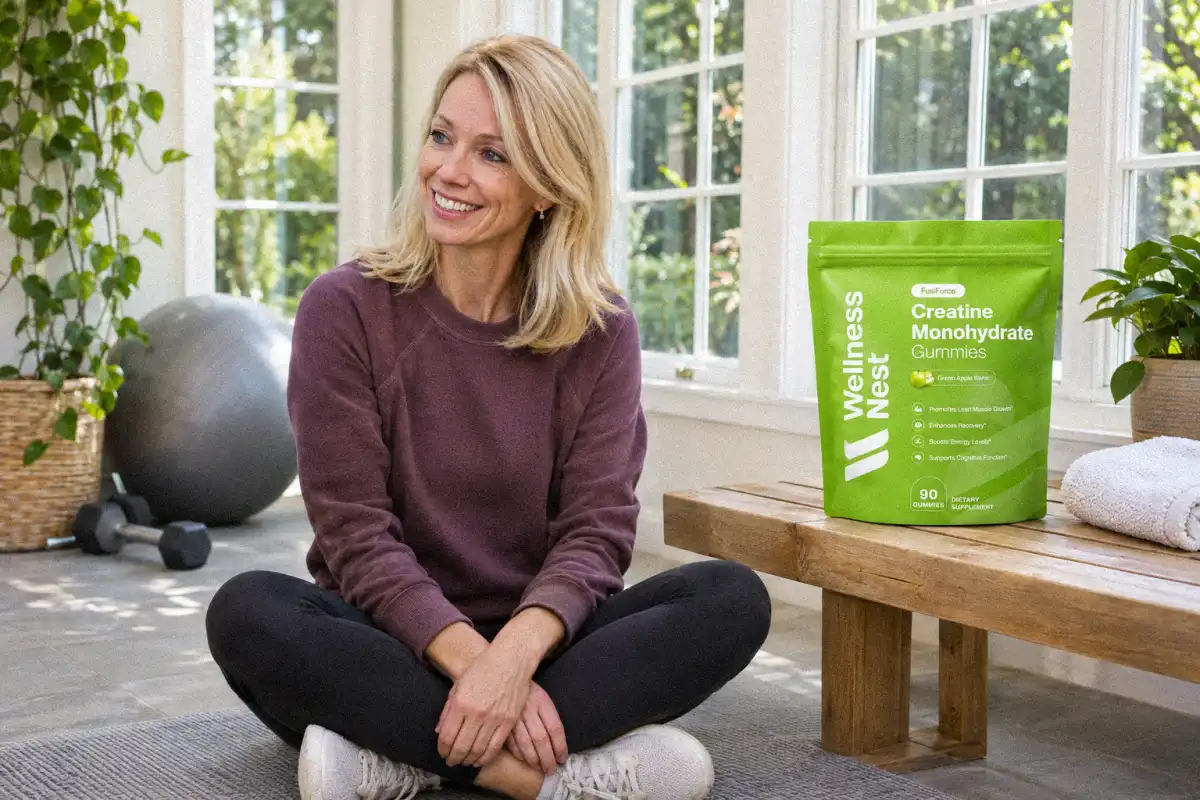 FusiForce
Creatine
Monohydrate
Gummies
Green Apple
Promotes Lean Muscle Growth*
Enhances Recovery*
Boosts Energy Levels*
Supports Cognitive Function*
90
GUMMIES
DIETARY
SUPPLEMENT
Wellness
Nest